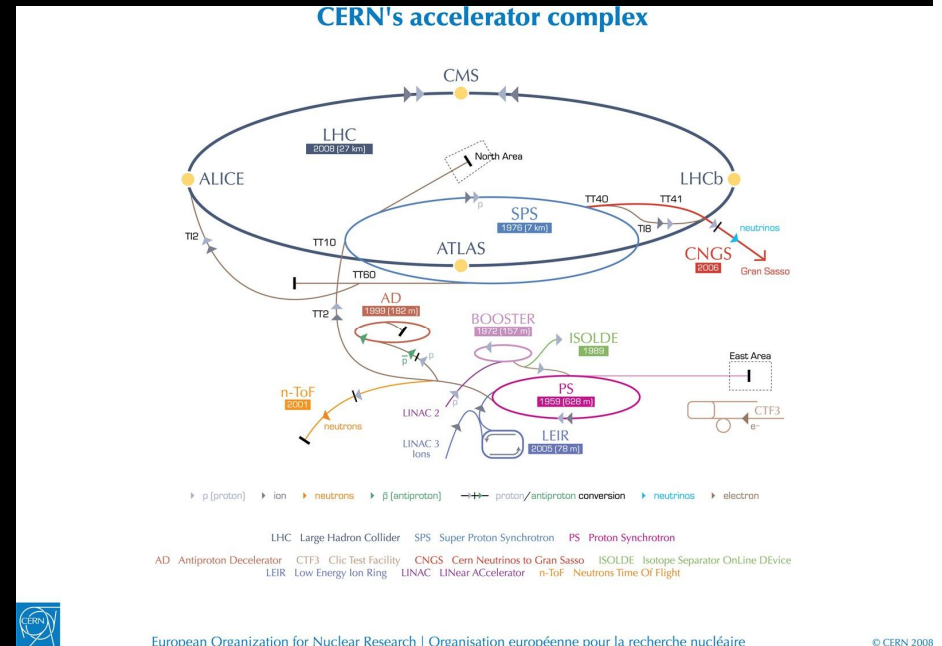 CERN's accelerator complex
CMS
LHC
2008 (27 km)
North Area
ALICE
LHCb
TT40
TT41
SPS
1976 (7 km)
p
TI8
neutrinos
TI2
TT10
ATLAS
CNGS
2006
Gran Sasso
TT60
AD
1999 (182 m)
TT2
BOOSTER
1972 (157 m)
ISOLDE
1989
p
p̅
East Area
n-ToF
2001
PS
1959 (628 m)
p
LINAC 2
neutrons
CTF3
e-
LINAC 3
Ions
LEIR
2005 (78 m)
p (proton) ion neutrons p̅ (antiproton) proton/antiproton conversion neutrinos electron
LHC Large Hadron Collider SPS Super Proton Synchrotron PS Proton Synchrotron
AD Antiproton Decelerator CTF3 Clic Test Facility CNGS Cern Neutrinos to Gran Sasso ISOLDE Isotope Separator OnLine DEvice
LEIR Low Energy Ion Ring LINAC LINear ACcelerator n-ToF Neutrons Time Of Flight
CERN
European Organization for Nuclear Research | Organisation européenne pour la recherche nucléaire
© CERN 2008